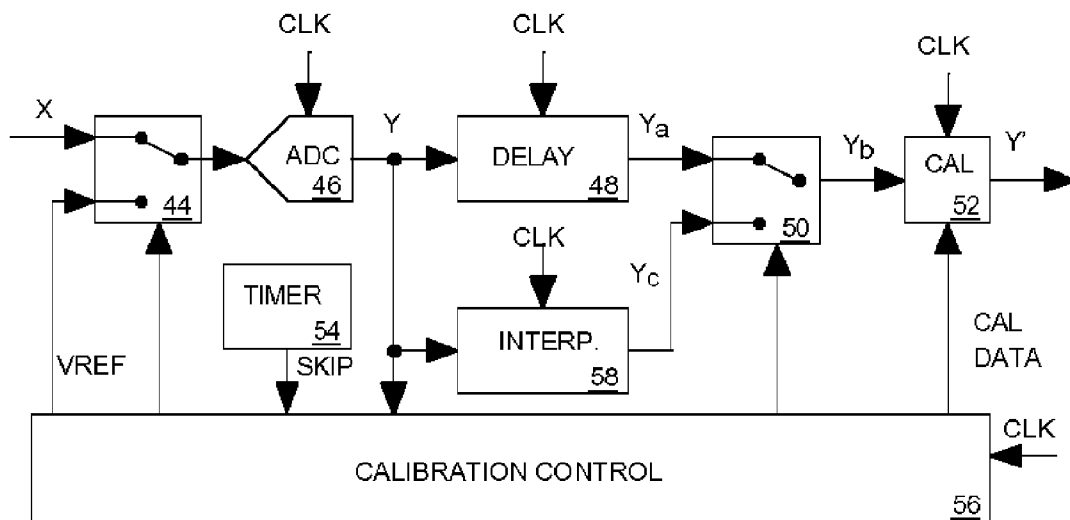 CLK
CLK
CLK
X
Y
Ya
Yb
Y'
ADC
46
DELAY
48
CAL
52
44
50
CLK
Yc
TIMER
54
INTERP.
58
CAL
DATA
VREF
SKIP
CLK
CALIBRATION CONTROL
56